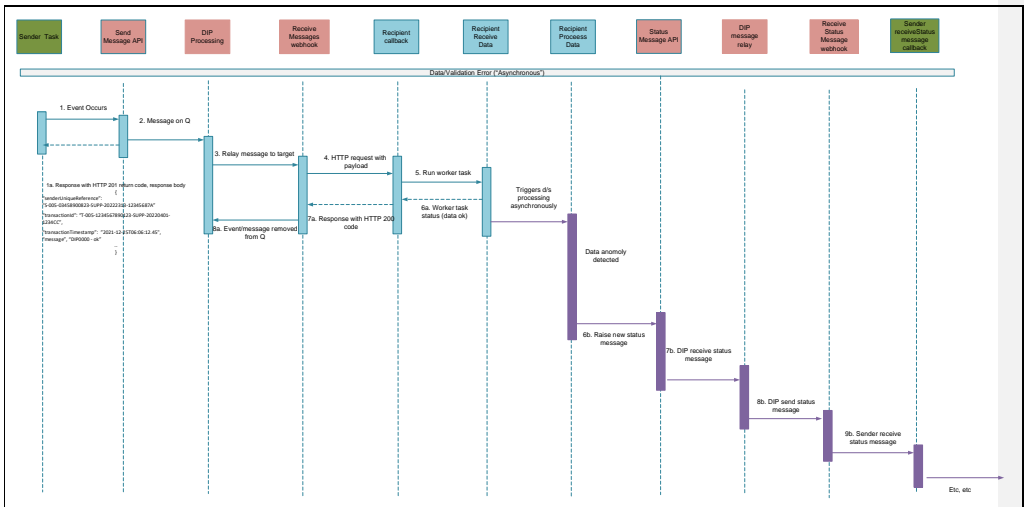 Sender Task
Send
Message API
DIP
Processing
Receive
Messages
webhook
Recipient
callback
Recipient
Receive
Data
Recipient
Process
Data
Status
Message API
DIP
message
relay
Receive
Status
Message
webhook
Sender
receiveStatus
message
callback
Data/Validation Error ("Asynchronous")
1. Event Occurs
2. Message on Q
3. Relay message to target
4. HTTP request with
payload
5. Run worker task
Triggers d/s
processing
asynchronously
1a. Response with HTTP 201 return code, response body
{
"senderUniqueReference":
"transactionTimestamp": "2021-12-25T06:06:12.45",
"message", "DIP0000 - ok"
...
}
6a. Worker task
status (data ok)
7a. Response with HTTP 200
code
8a. Event/message removed
from Q
Data anomoly
detected
6b. Raise new status
message
7b. DIP receive status
message
8b. DIP send status
message
9b. Sender receive
status message
Etc, etc